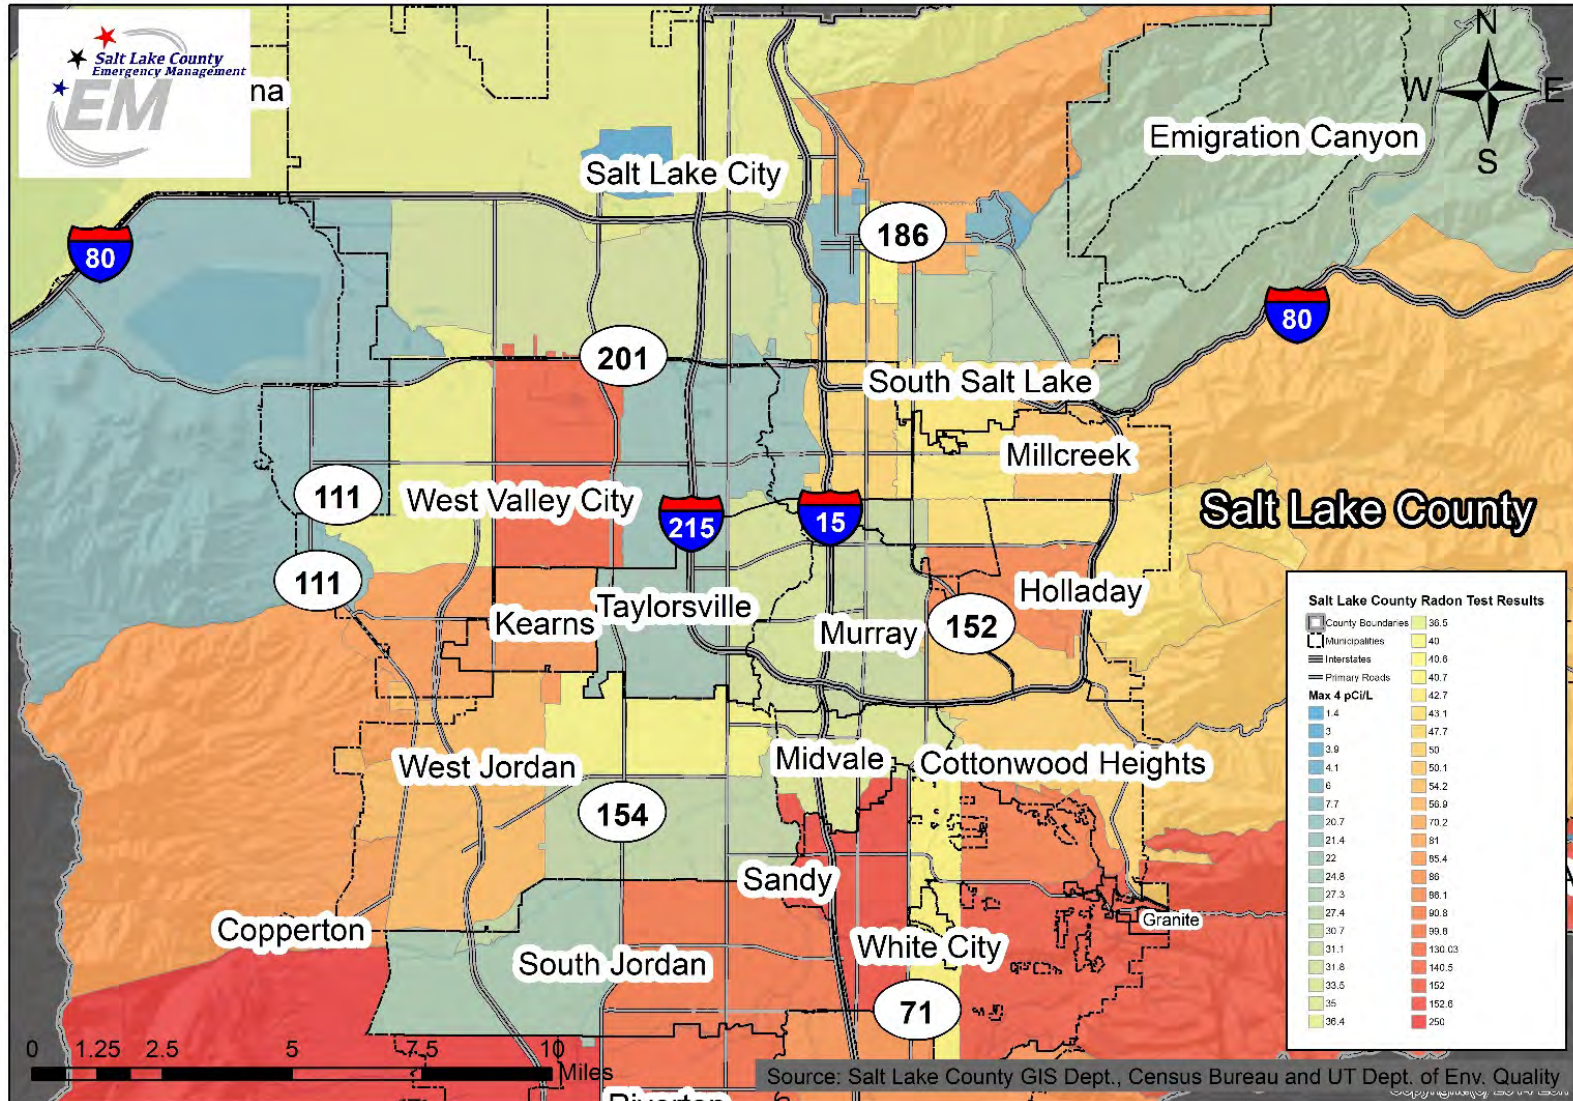 Salt Lake County
Emergency Management
EM
na
N
W
E
S
Emigration Canyon
Salt Lake City
186
80
80
201
South Salt Lake
Millcreek
111
West Valley City
215
15
Salt Lake County
111
Kearns
Taylorsville
Murray
152
Holladay
West Jordan
Midvale
Cottonwood Heights
154
Sandy
Granite
Copperton
White City
South Jordan
71
Salt Lake County Radon Test Results
County Boundaries
Municipalities
Interstates
Primary Roads
Max 4 pCi/L
1.4
3
3.9
4.1
6
7.7
20.7
21.4
22
24.8
27.3
27.4
30.7
31.1
31.8
33.5
35
36.4
36.5
40
40.6
40.7
42.7
43.1
47.7
50
50.1
54.2
56.9
70.2
81
85.4
86
88.1
90.8
99.8
130.03
140.5
152
152.6
250
0 1.25 2.5 5 7.5 10
Miles
Source: Salt Lake County GIS Dept., Census Bureau and UT Dept. of Env. Quality